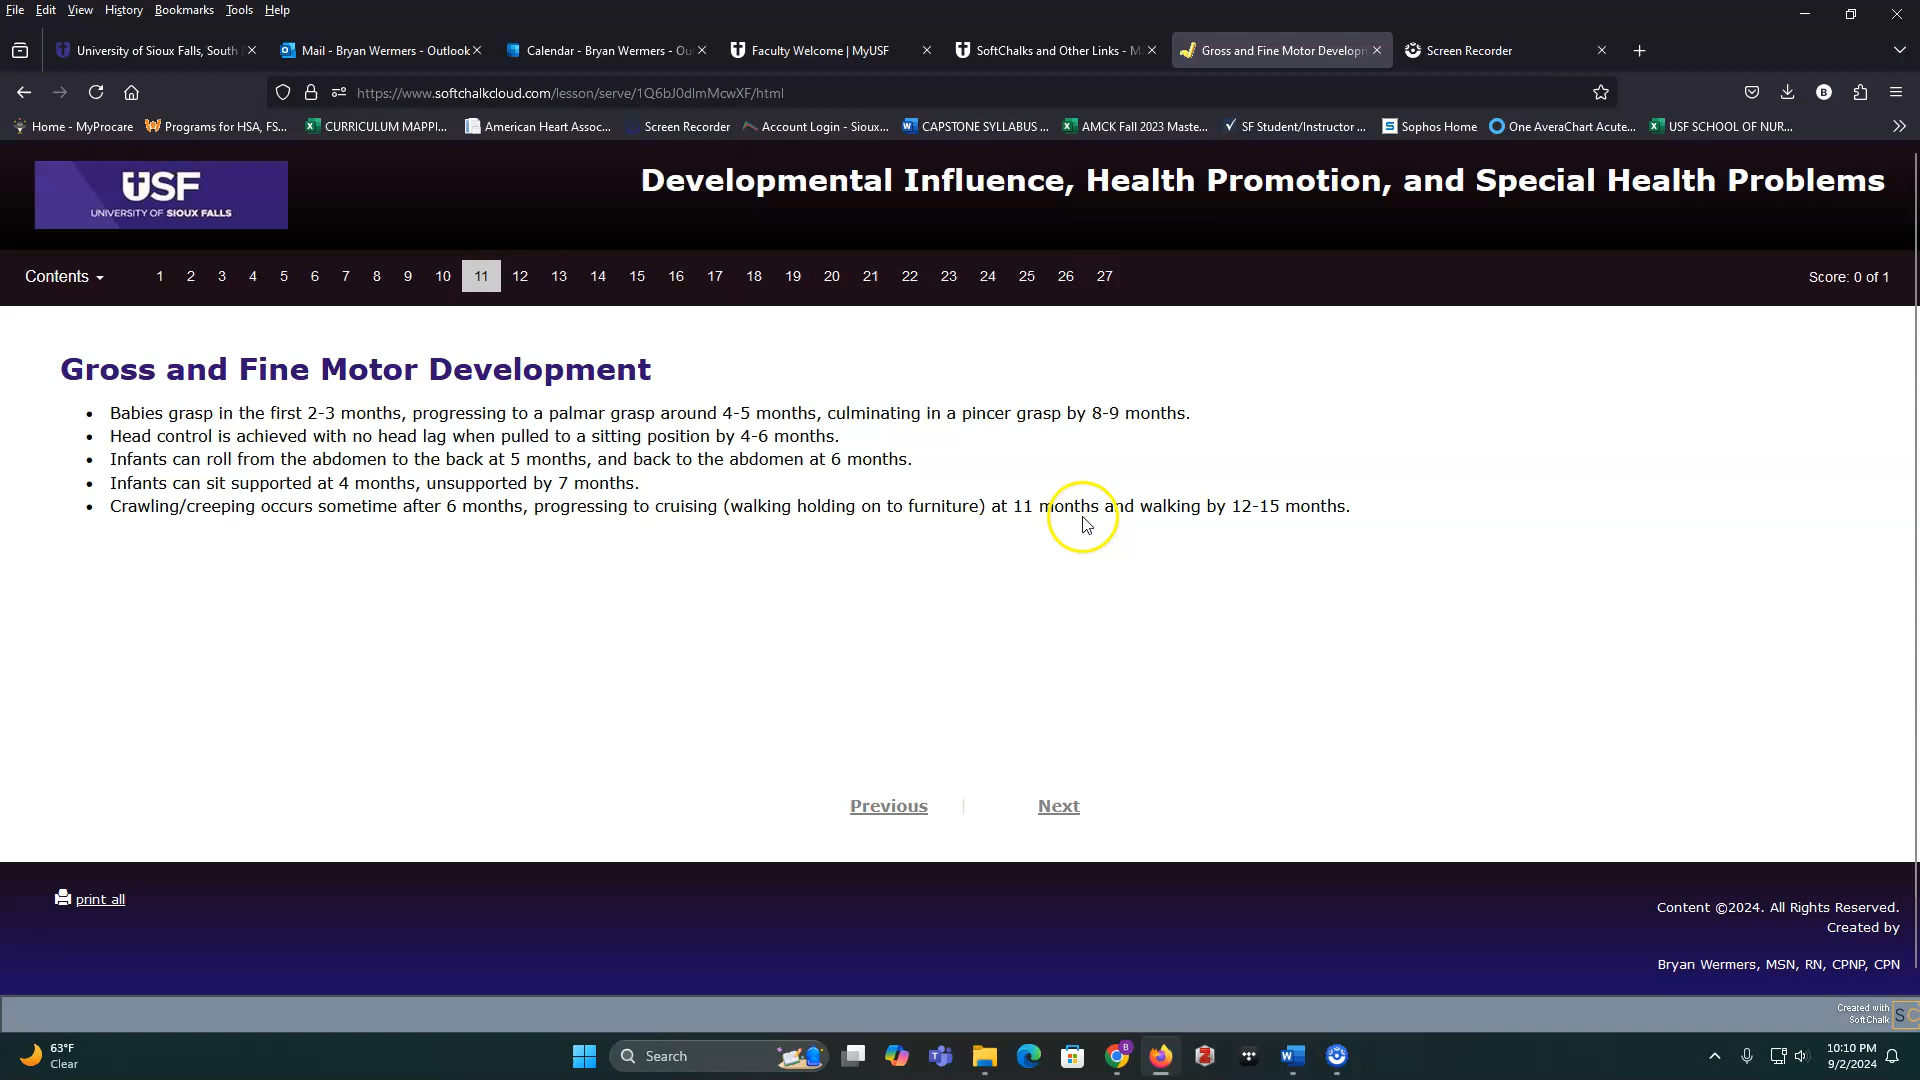 File Edit View History Bookmarks Tools Help
University of Sioux Falls, South
Mail - Bryan Wermers - Outlook
Calendar - Bryan Wermers - Ou
Faculty Welcome | MyUSF
SoftChalks and Other Links - M
Gross and Fine Motor Developm
Screen Recorder
https://www.softchalkcloud.com/lesson/serve/1Q6bJ0dlmMcwXF/html
B
Home - MyProcare
Programs for HSA, FS...
CURRICULUM MAPPI...
American Heart Assoc...
Screen Recorder
Account Login - Sioux...
CAPSTONE SYLLABUS ...
AMCK Fall 2023 Maste...
SF Student/Instructor ...
Sophos Home
One AveraChart Acute...
USF SCHOOL OF NUR...
USF
UNIVERSITY OF SIOUX FALLS
Developmental Influence, Health Promotion, and Special Health Problems
Contents 1 2 3 4 5 6 7 8 9 10 11 12 13 14 15 16 17 18 19 20 21 22 23 24 25 26 27 Score: 0 of 1
Gross and Fine Motor Development
• Babies grasp in the first 2-3 months, progressing to a palmar grasp around 4-5 months, culminating in a pincer grasp by 8-9 months.
• Head control is achieved with no head lag when pulled to a sitting position by 4-6 months.
• Infants can roll from the abdomen to the back at 5 months, and back to the abdomen at 6 months.
• Infants can sit supported at 4 months, unsupported by 7 months.
• Crawling/creeping occurs sometime after 6 months, progressing to cruising (walking holding on to furniture) at 11 months and walking by 12-15 months.
Previous | Next
print all
Content ©2024. All Rights Reserved.
Created by
Bryan Wermers, MSN, RN, CPNP, CPN
Created with
SoftChalk
SC
63°F
Clear
Search
10:10 PM
9/2/2024